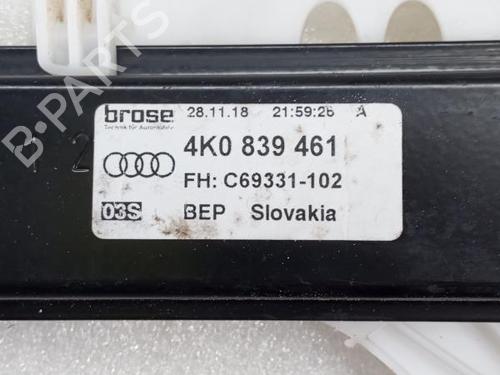 brose 28.11.18 21:59:26 A
Technik für Automobile
4K0 839 461
FH: C69331-102
03S BEP Slovakia
2